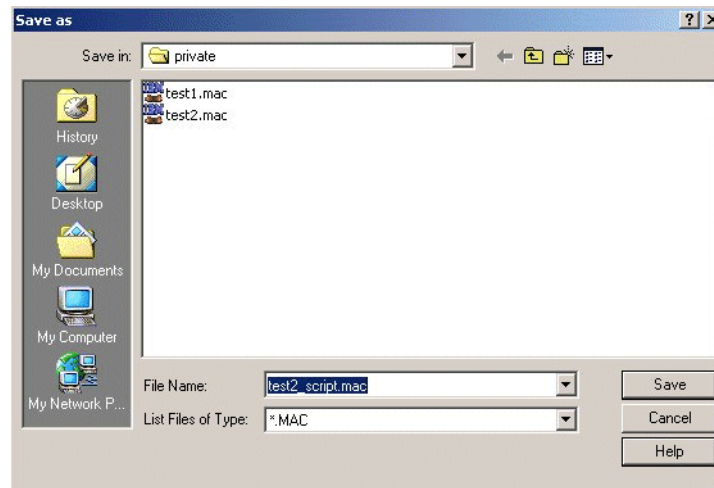 Save as
Save in:
private
test1.mac
test2.mac
History
Desktop
My Documents
My Computer
My Network P...
File Name:
test2_script.mac
Save
List Files of Type:
*.MAC
Cancel
Help